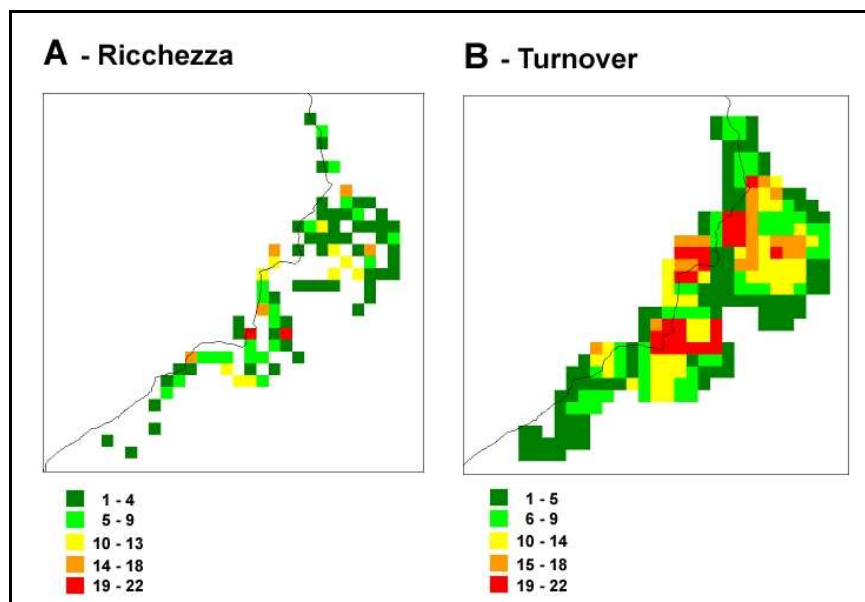 A - Ricchezza
B - Turnover
1 - 4
5 - 9
10 - 13
14 - 18
19 - 22
1 - 5
6 - 9
10 - 14
15 - 18
19 - 22